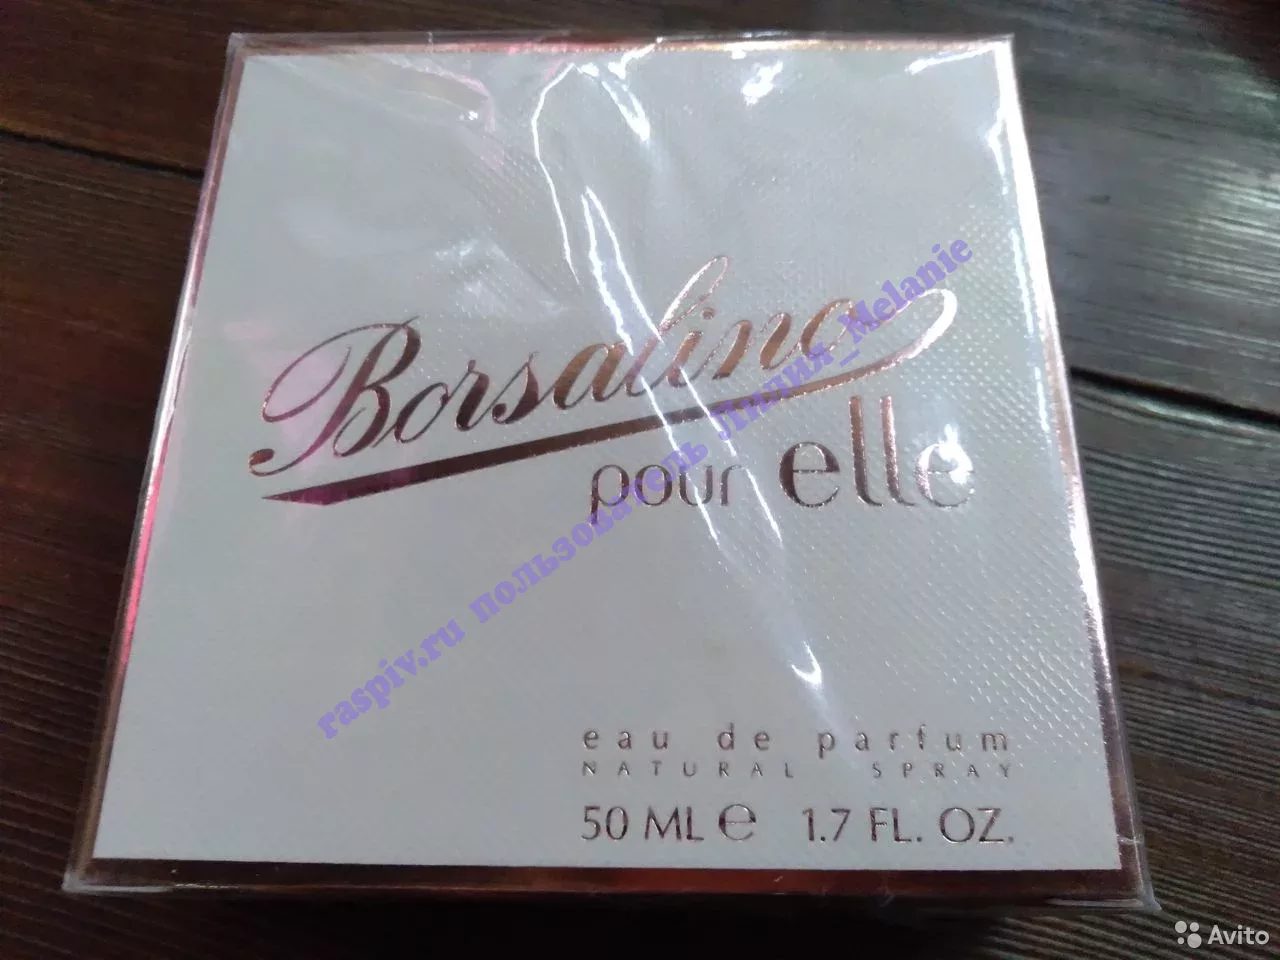 Borsalino
pour elle
raspiv.ru пользователь Лилия_Melanie
eau de parfum
NATURAL SPRAY
50 ML e 1.7 FL. OZ.
Avito